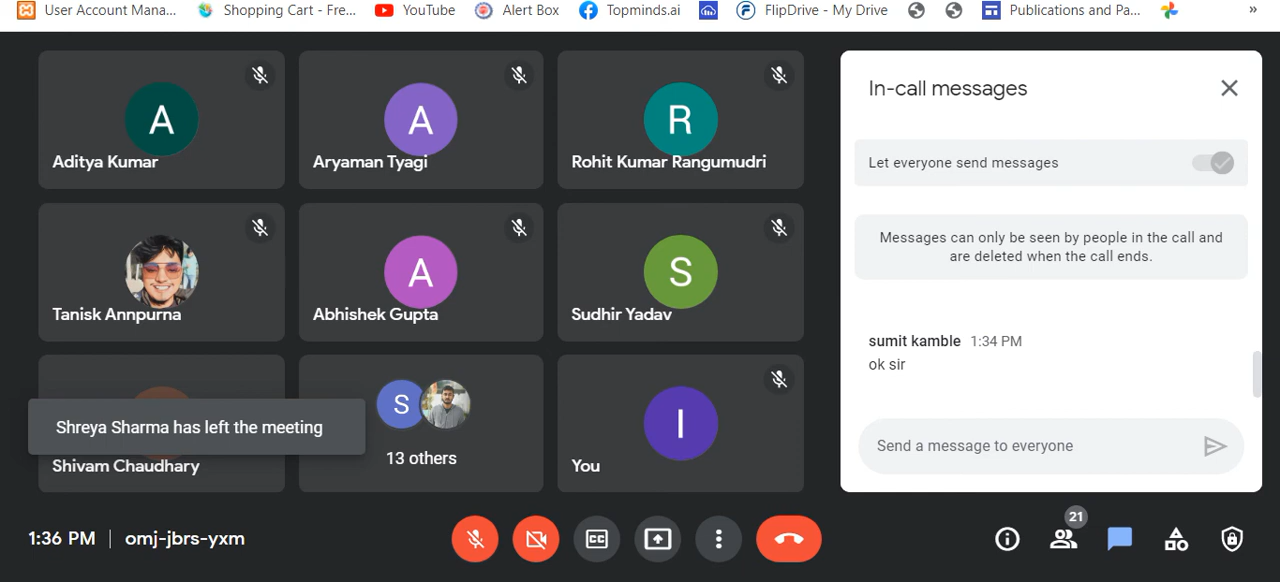 User Account Mana... Shopping Cart - Fre... YouTube Alert Box Topminds.ai FlipDrive - My Drive Publications and Pa... »
A
Aditya Kumar
A
Aryaman Tyagi
R
Rohit Kumar Rangumudri
Tanisk Annpurna
A
Abhishek Gupta
S
Sudhir Yadav
Shreya Sharma has left the meeting
Shivam Chaudhary
S
13 others
I
You
In-call messages
Let everyone send messages
Messages can only be seen by people in the call and
are deleted when the call ends.
sumit kamble 1:34 PM
ok sir
Send a message to everyone
1:36 PM | omj-jbrs-yxm
CC
21